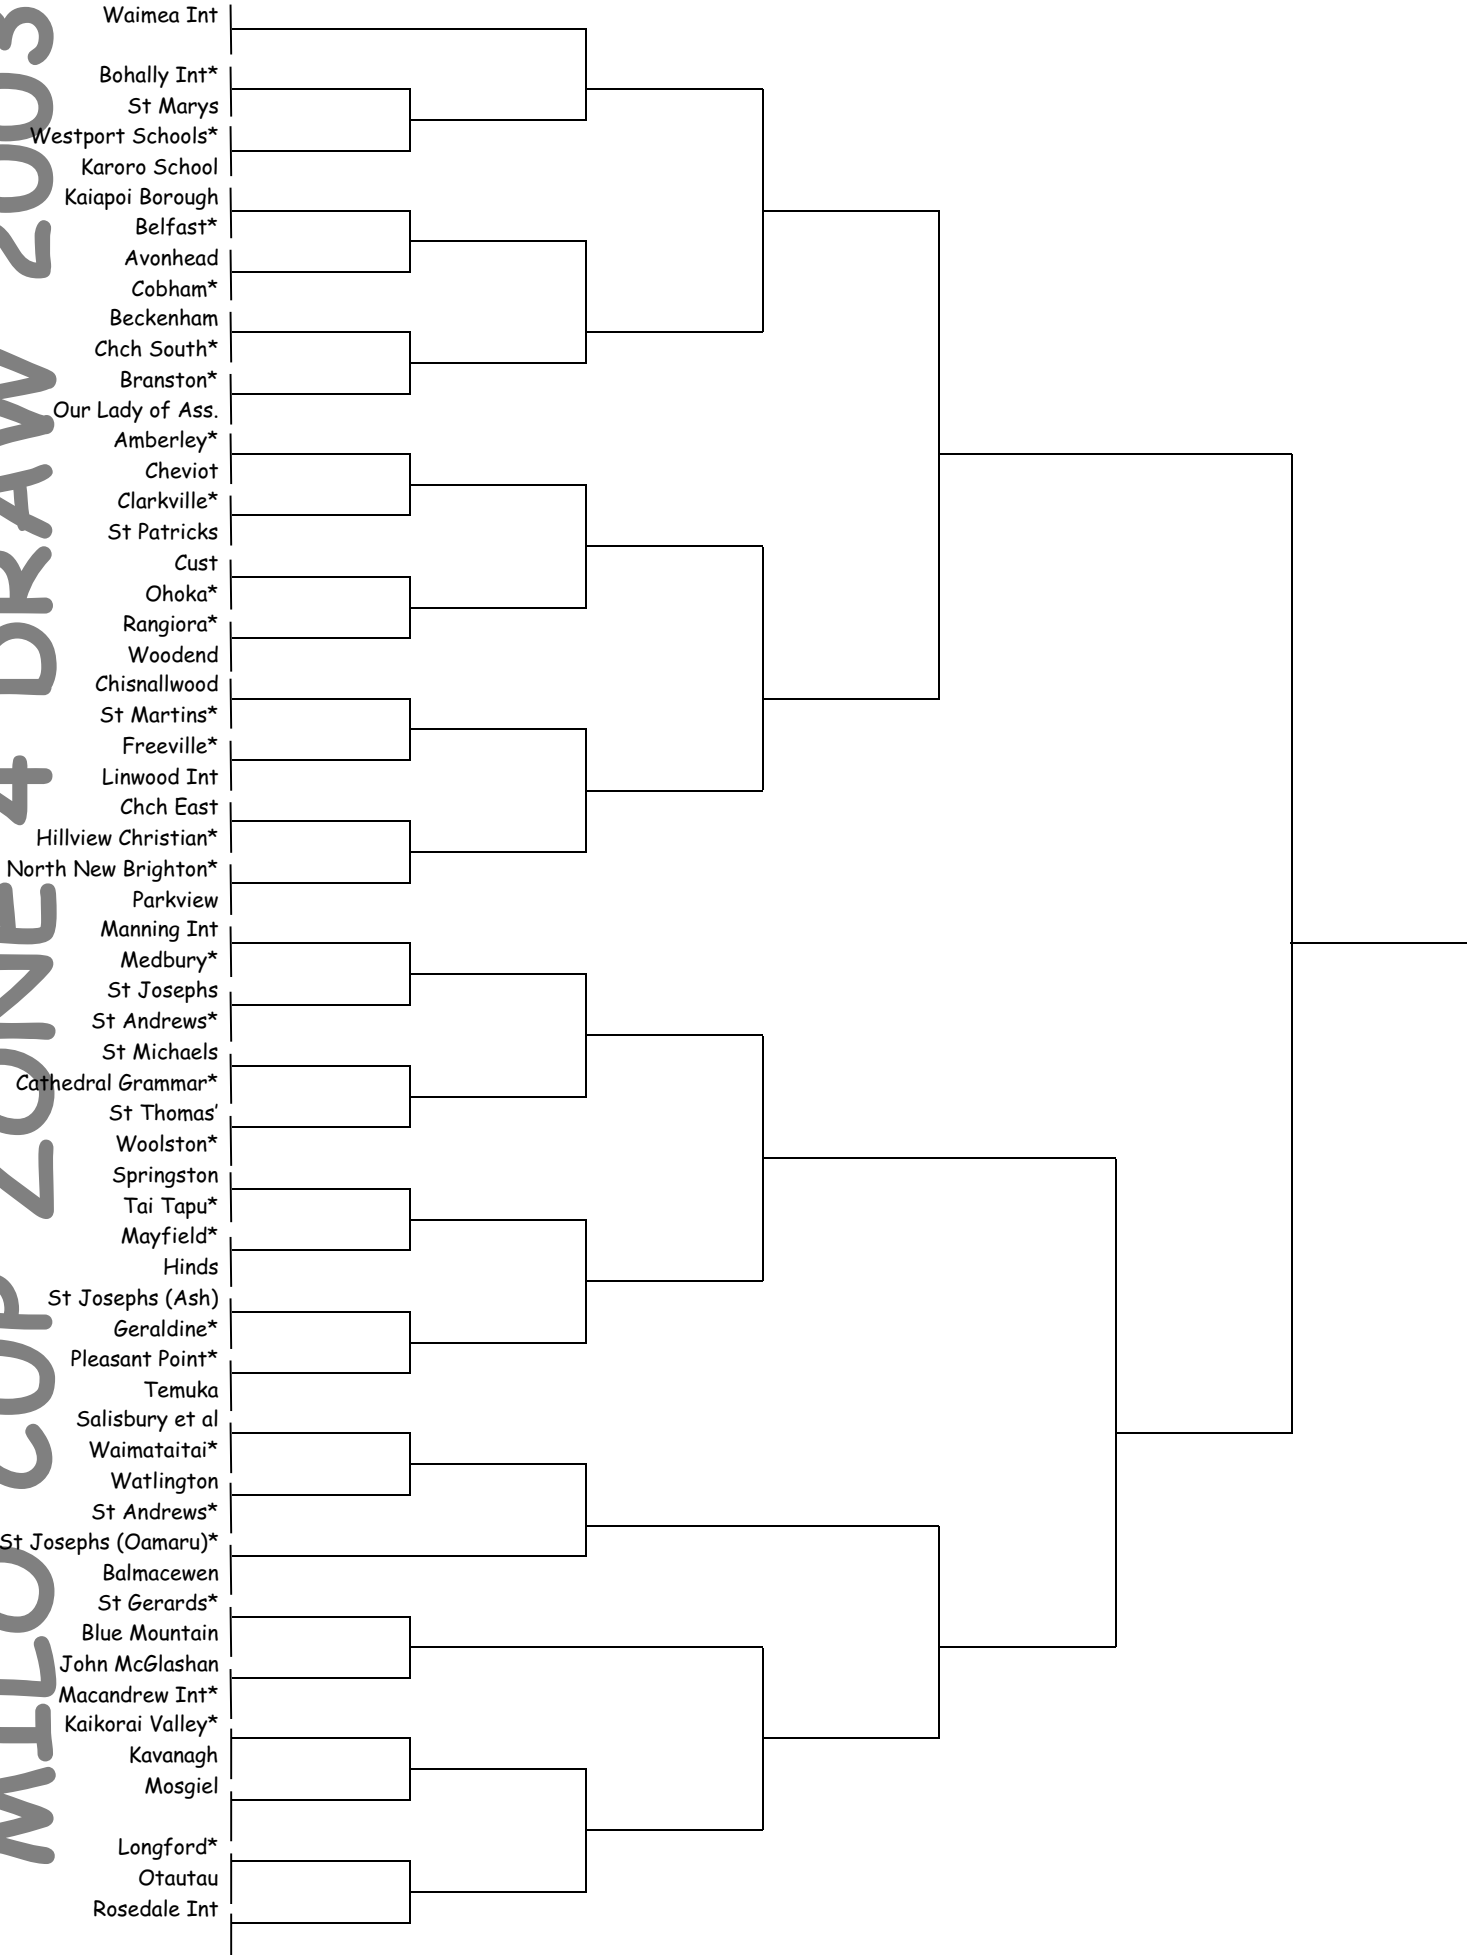 MILO CUP ZONE 4 DRAW 2003
Waimea Int
Bohally Int*
St Marys
Westport Schools*
Karoro School
Kaiapoi Borough
Belfast*
Avonhead
Cobham*
Beckenham
Chch South*
Branston*
Our Lady of Ass.
Amberley*
Cheviot
Clarkville*
St Patricks
Cust
Ohoka*
Rangiora*
Woodend
Chisnallwood
St Martins*
Freeville*
Linwood Int
Chch East
Hillview Christian*
North New Brighton*
Parkview
Manning Int
Medbury*
St Josephs
St Andrews*
St Michaels
Cathedral Grammar*
St Thomas’
Woolston*
Springston
Tai Tapu*
Mayfield*
Hinds
St Josephs (Ash)
Geraldine*
Pleasant Point*
Temuka
Salisbury et al
Waimataitai*
Watlington
St Andrews*
St Josephs (Oamaru)*
Balmacewen
St Gerards*
Blue Mountain
John McGlashan
Macandrew Int*
Kaikorai Valley*
Kavanagh
Mosgiel
Longford*
Otautau
Rosedale Int